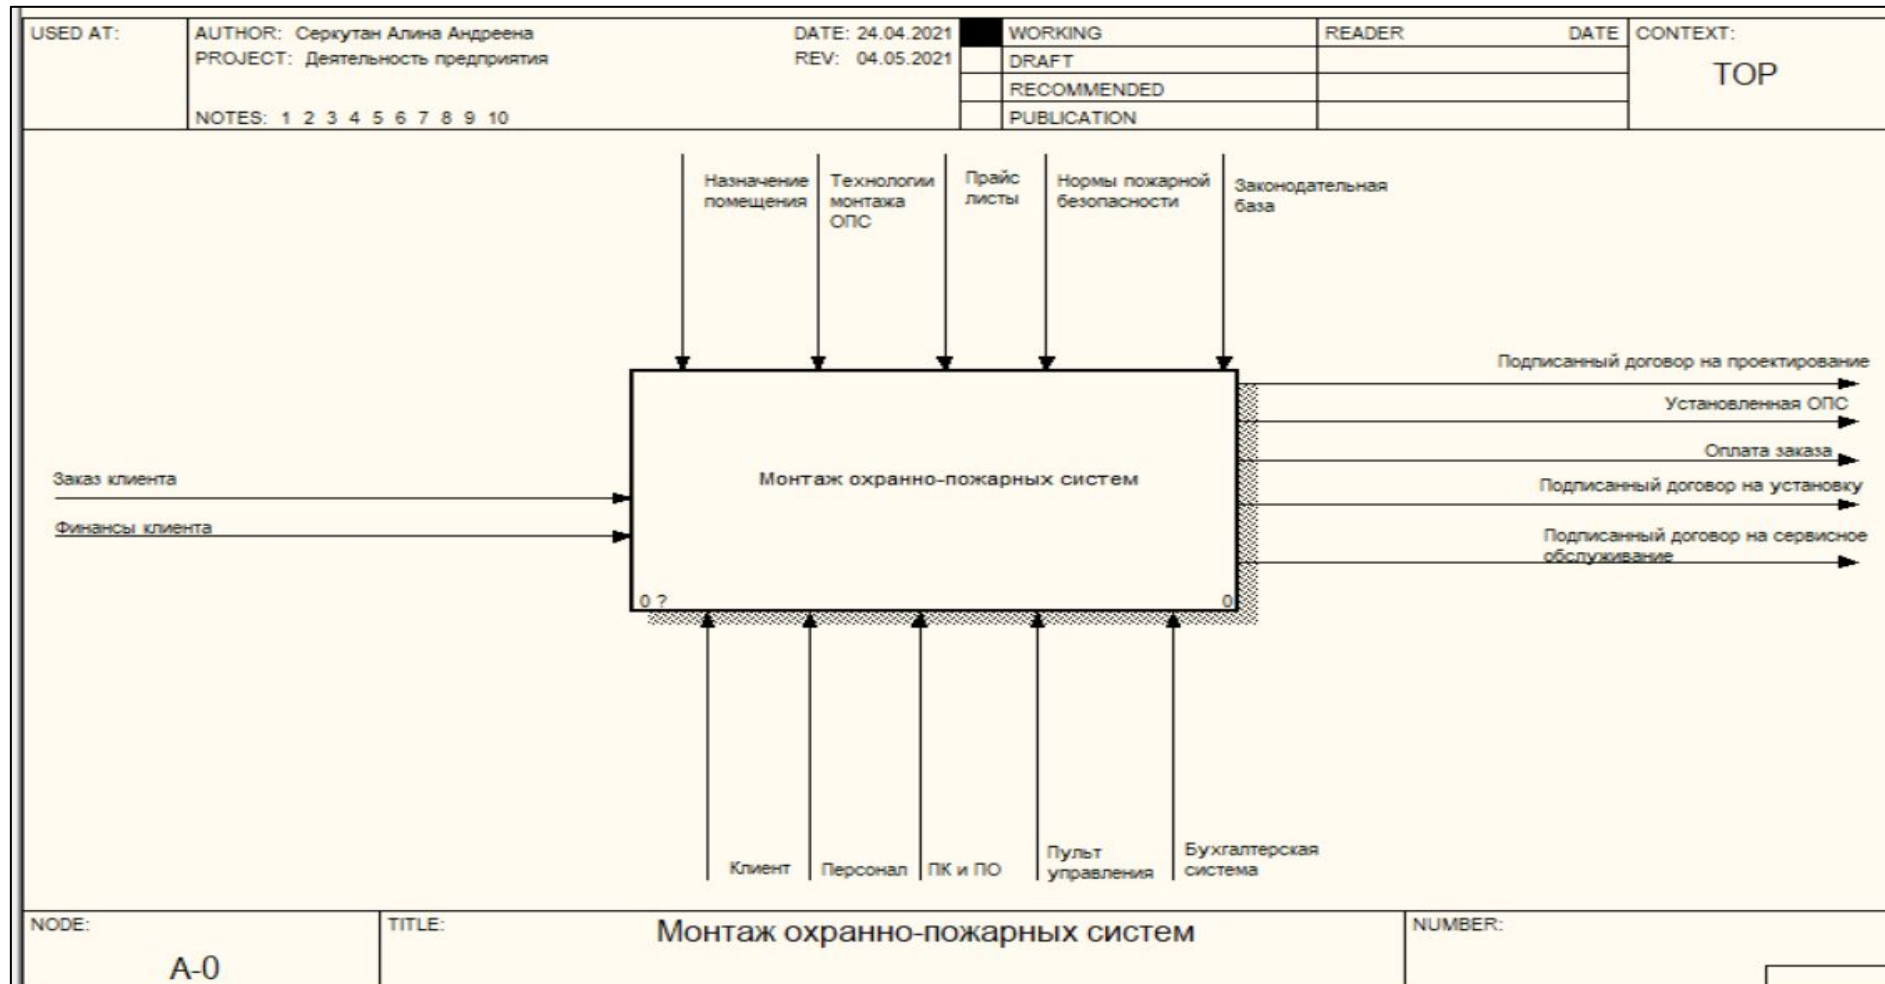 USED AT:
AUTHOR: Серкутан Алина Андреена
DATE: 24.04.2021
WORKING
READER
DATE
CONTEXT:
PROJECT: Деятельность предприятия
REV: 04.05.2021
DRAFT
TOP
RECOMMENDED
NOTES: 1 2 3 4 5 6 7 8 9 10
PUBLICATION
Назначение
помещения
Технологии
монтажа
ОПС
Прайс
листы
Нормы пожарной
безопасности
Законодательная
база
Заказ клиента
Финансы клиента
Монтаж охранно-пожарных систем
0 ?
0
Подписанный договор на проектирование
Установленная ОПС
Оплата заказа
Подписанный договор на установку
Подписанный договор на сервисное
обслуживание
Клиент
Персонал
ПК и ПО
Пульт
управления
Бухгалтерская
система
NODE:
A-0
TITLE:
Монтаж охранно-пожарных систем
NUMBER: